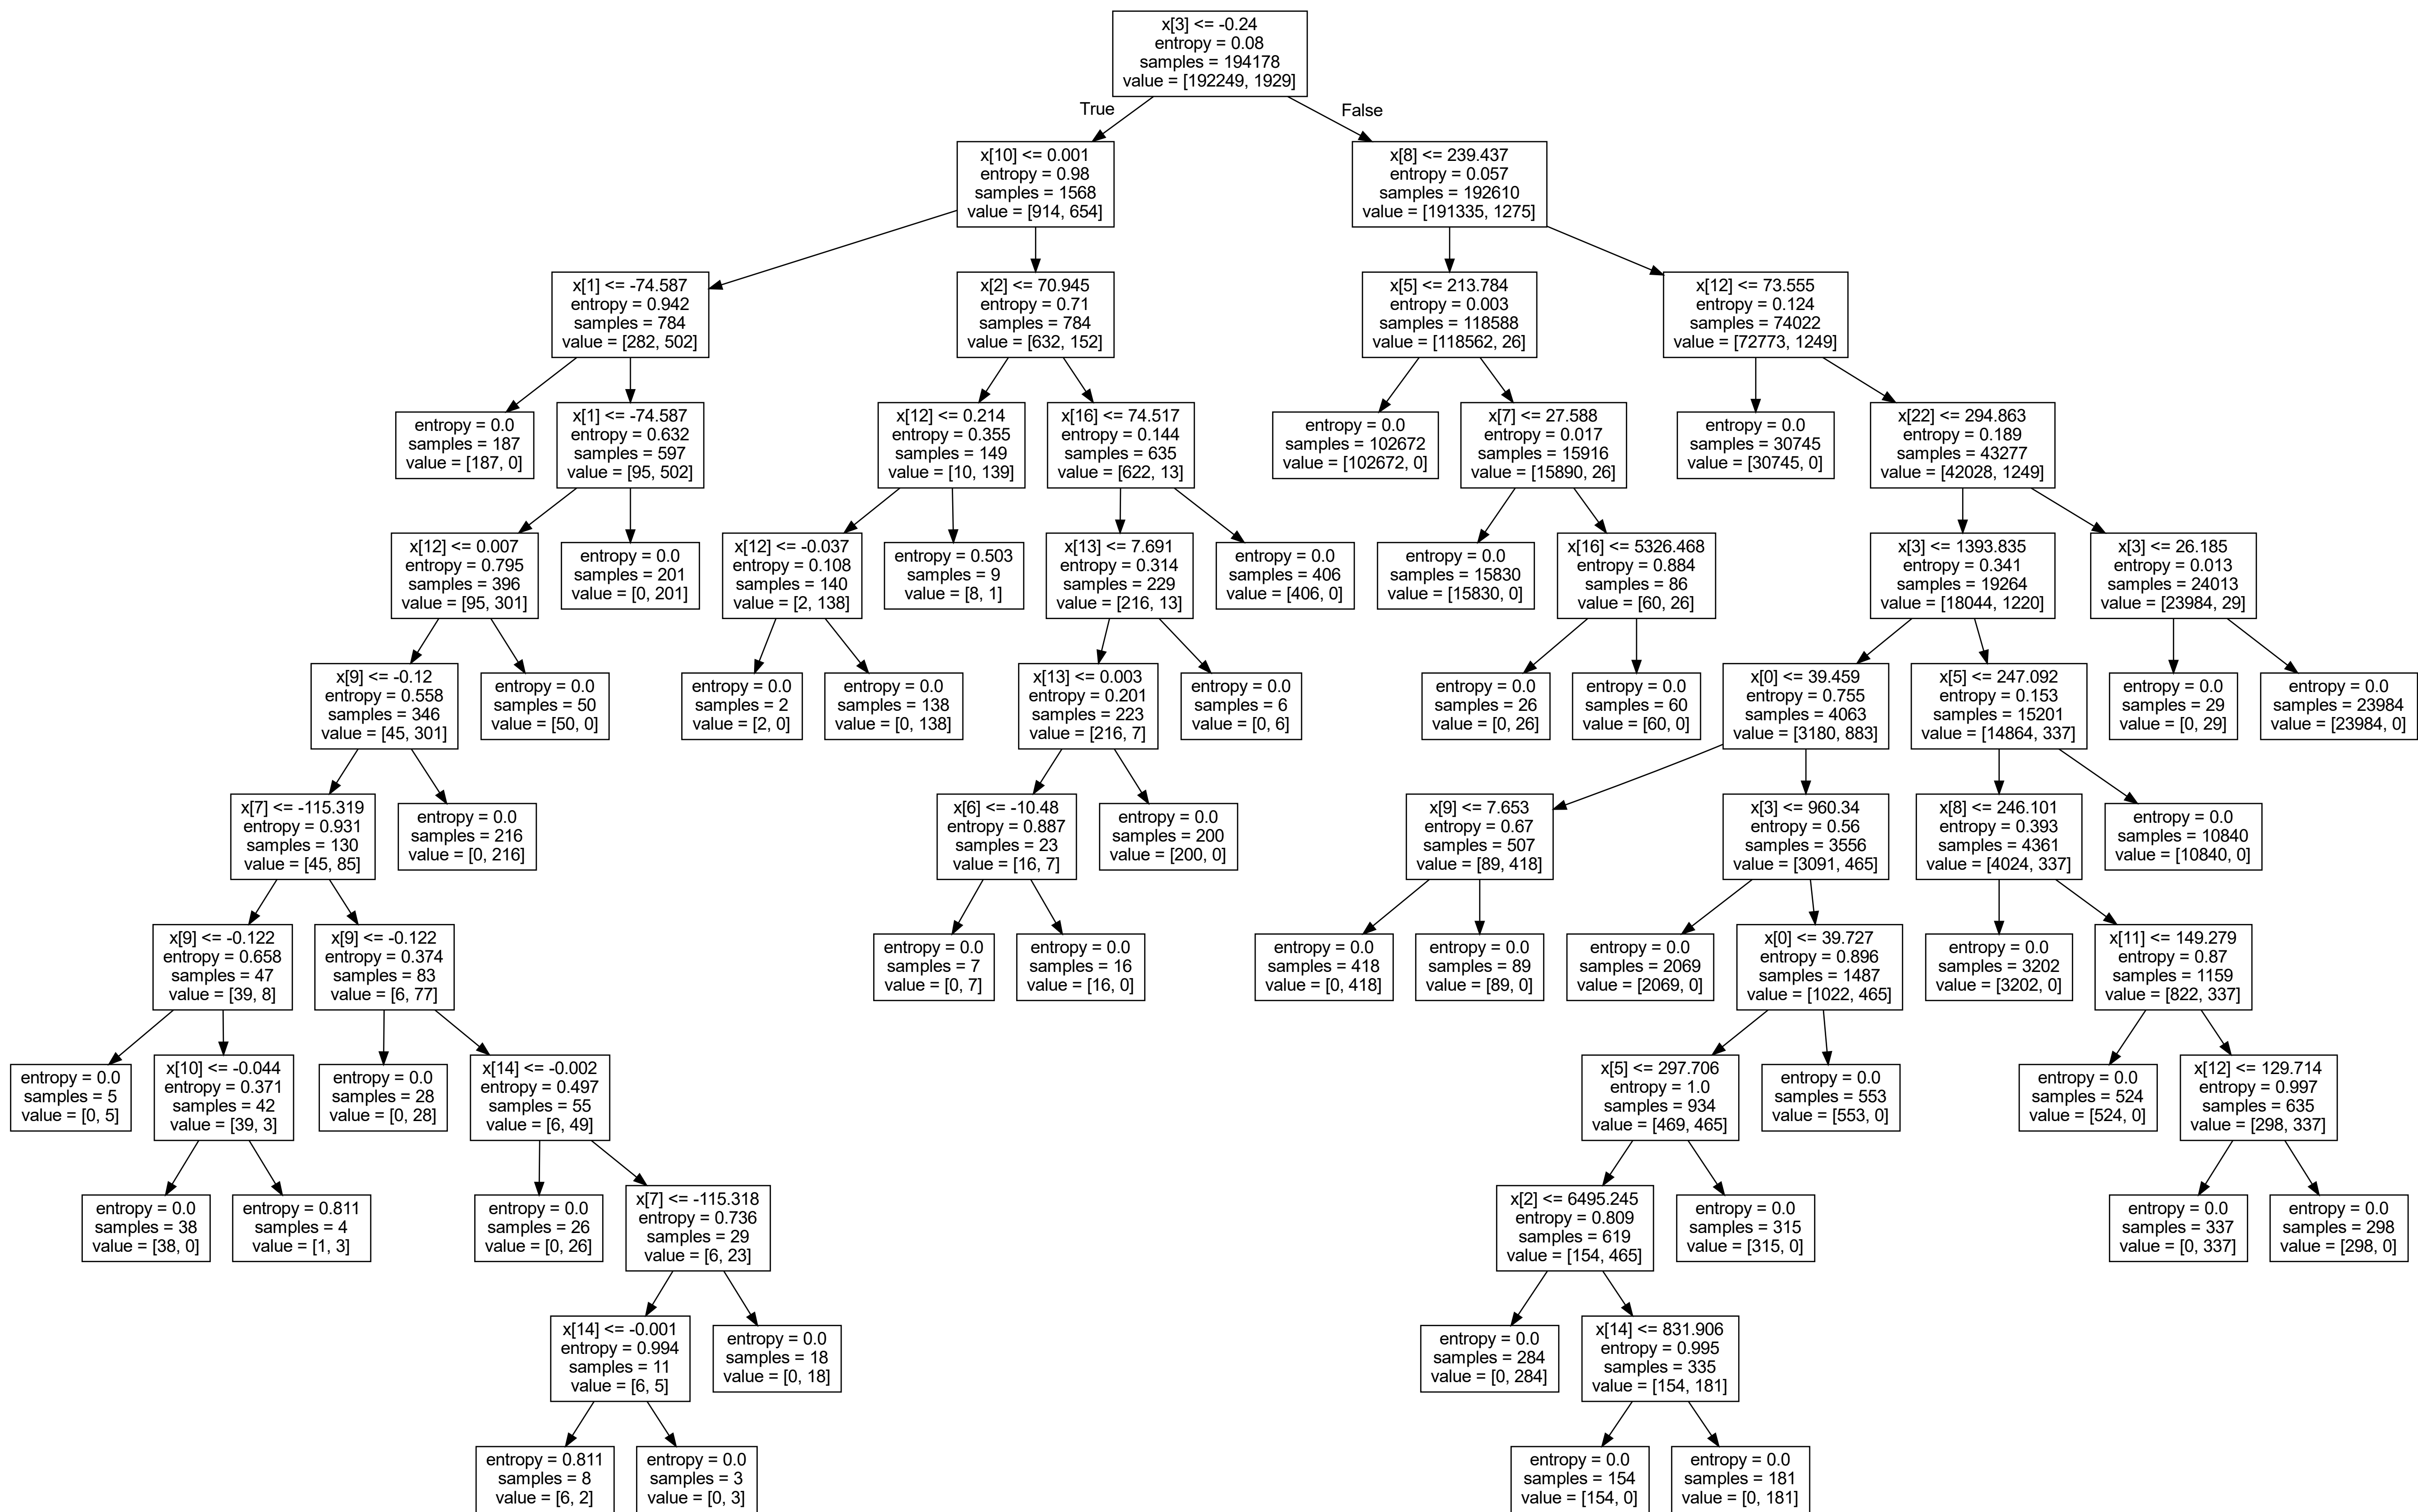 x[3] <= -0.24
entropy = 0.08
samples = 194178
value = [192249, 1929]
True
False
x[10] <= 0.001
entropy = 0.98
samples = 1568
value = [914, 654]
x[8] <= 239.437
entropy = 0.057
samples = 192610
value = [191335, 1275]
x[1] <= -74.587
entropy = 0.942
samples = 784
value = [282, 502]
x[2] <= 70.945
entropy = 0.71
samples = 784
value = [632, 152]
x[5] <= 213.784
entropy = 0.003
samples = 118588
value = [118562, 26]
x[12] <= 73.555
entropy = 0.124
samples = 74022
value = [72773, 1249]
entropy = 0.0
samples = 187
value = [187, 0]
x[1] <= -74.587
entropy = 0.632
samples = 597
value = [95, 502]
x[12] <= 0.214
entropy = 0.355
samples = 149
value = [10, 139]
x[16] <= 74.517
entropy = 0.144
samples = 635
value = [622, 13]
entropy = 0.0
samples = 102672
value = [102672, 0]
x[7] <= 27.588
entropy = 0.017
samples = 15916
value = [15890, 26]
entropy = 0.0
samples = 30745
value = [30745, 0]
x[22] <= 294.863
entropy = 0.189
samples = 43277
value = [42028, 1249]
x[12] <= 0.007
entropy = 0.795
samples = 396
value = [95, 301]
entropy = 0.0
samples = 201
value = [0, 201]
x[12] <= -0.037
entropy = 0.108
samples = 140
value = [2, 138]
entropy = 0.503
samples = 9
value = [8, 1]
x[13] <= 7.691
entropy = 0.314
samples = 229
value = [216, 13]
entropy = 0.0
samples = 406
value = [406, 0]
entropy = 0.0
samples = 15830
value = [15830, 0]
x[16] <= 5326.468
entropy = 0.884
samples = 86
value = [60, 26]
x[3] <= 1393.835
entropy = 0.341
samples = 19264
value = [18044, 1220]
x[3] <= 26.185
entropy = 0.013
samples = 24013
value = [23984, 29]
x[9] <= -0.12
entropy = 0.558
samples = 346
value = [45, 301]
entropy = 0.0
samples = 50
value = [50, 0]
entropy = 0.0
samples = 2
value = [2, 0]
entropy = 0.0
samples = 138
value = [0, 138]
x[13] <= 0.003
entropy = 0.201
samples = 223
value = [216, 7]
entropy = 0.0
samples = 6
value = [0, 6]
entropy = 0.0
samples = 26
value = [0, 26]
entropy = 0.0
samples = 60
value = [60, 0]
x[0] <= 39.459
entropy = 0.755
samples = 4063
value = [3180, 883]
x[5] <= 247.092
entropy = 0.153
samples = 15201
value = [14864, 337]
entropy = 0.0
samples = 29
value = [0, 29]
entropy = 0.0
samples = 23984
value = [23984, 0]
x[7] <= -115.319
entropy = 0.931
samples = 130
value = [45, 85]
entropy = 0.0
samples = 216
value = [0, 216]
x[6] <= -10.48
entropy = 0.887
samples = 23
value = [16, 7]
entropy = 0.0
samples = 200
value = [200, 0]
x[9] <= 7.653
entropy = 0.67
samples = 507
value = [89, 418]
x[3] <= 960.34
entropy = 0.56
samples = 3556
value = [3091, 465]
x[8] <= 246.101
entropy = 0.393
samples = 4361
value = [4024, 337]
entropy = 0.0
samples = 10840
value = [10840, 0]
x[9] <= -0.122
entropy = 0.658
samples = 47
value = [39, 8]
x[9] <= -0.122
entropy = 0.374
samples = 83
value = [6, 77]
entropy = 0.0
samples = 7
value = [0, 7]
entropy = 0.0
samples = 16
value = [16, 0]
entropy = 0.0
samples = 418
value = [0, 418]
entropy = 0.0
samples = 89
value = [89, 0]
entropy = 0.0
samples = 2069
value = [2069, 0]
x[0] <= 39.727
entropy = 0.896
samples = 1487
value = [1022, 465]
entropy = 0.0
samples = 3202
value = [3202, 0]
x[11] <= 149.279
entropy = 0.87
samples = 1159
value = [822, 337]
entropy = 0.0
samples = 5
value = [0, 5]
x[10] <= -0.044
entropy = 0.371
samples = 42
value = [39, 3]
entropy = 0.0
samples = 28
value = [0, 28]
x[14] <= -0.002
entropy = 0.497
samples = 55
value = [6, 49]
x[5] <= 297.706
entropy = 1.0
samples = 934
value = [469, 465]
entropy = 0.0
samples = 553
value = [553, 0]
entropy = 0.0
samples = 524
value = [524, 0]
x[12] <= 129.714
entropy = 0.997
samples = 635
value = [298, 337]
entropy = 0.0
samples = 38
value = [38, 0]
entropy = 0.811
samples = 4
value = [1, 3]
entropy = 0.0
samples = 26
value = [0, 26]
x[7] <= -115.318
entropy = 0.736
samples = 29
value = [6, 23]
x[2] <= 6495.245
entropy = 0.809
samples = 619
value = [154, 465]
entropy = 0.0
samples = 315
value = [315, 0]
entropy = 0.0
samples = 337
value = [0, 337]
entropy = 0.0
samples = 298
value = [298, 0]
x[14] <= -0.001
entropy = 0.994
samples = 11
value = [6, 5]
entropy = 0.0
samples = 18
value = [0, 18]
entropy = 0.0
samples = 284
value = [0, 284]
x[14] <= 831.906
entropy = 0.995
samples = 335
value = [154, 181]
entropy = 0.811
samples = 8
value = [6, 2]
entropy = 0.0
samples = 3
value = [0, 3]
entropy = 0.0
samples = 154
value = [154, 0]
entropy = 0.0
samples = 181
value = [0, 181]